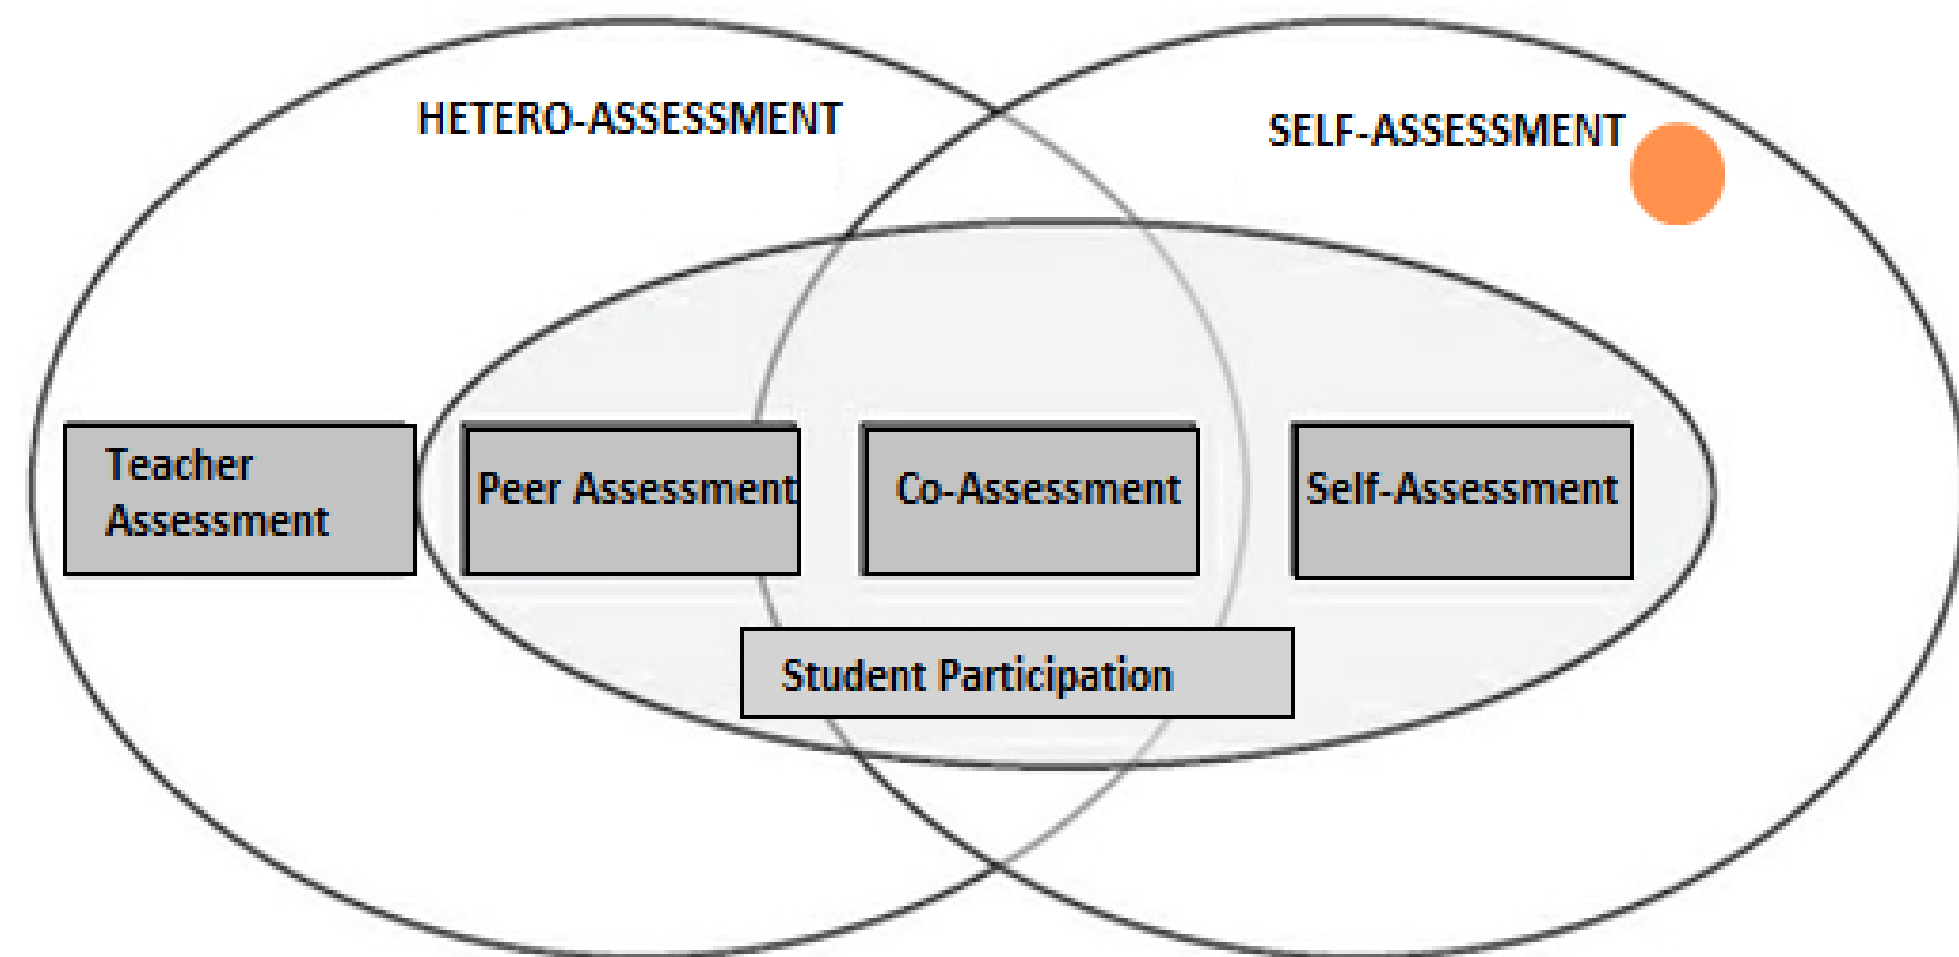 HETERO-ASSESSMENT
SELF-ASSESSMENT
Teacher
Assessment
Peer Assessment
Co-Assessment
Self-Assessment
Student Participation